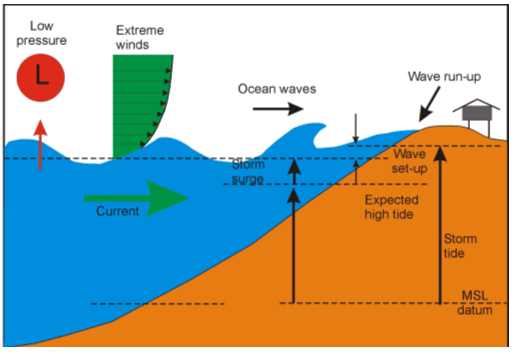 Low
pressure
L
Extreme
winds
Ocean waves
Wave run-up
Storm
surge
Wave
set-up
Current
Expected
high tide
Storm
tide
MSL
datum